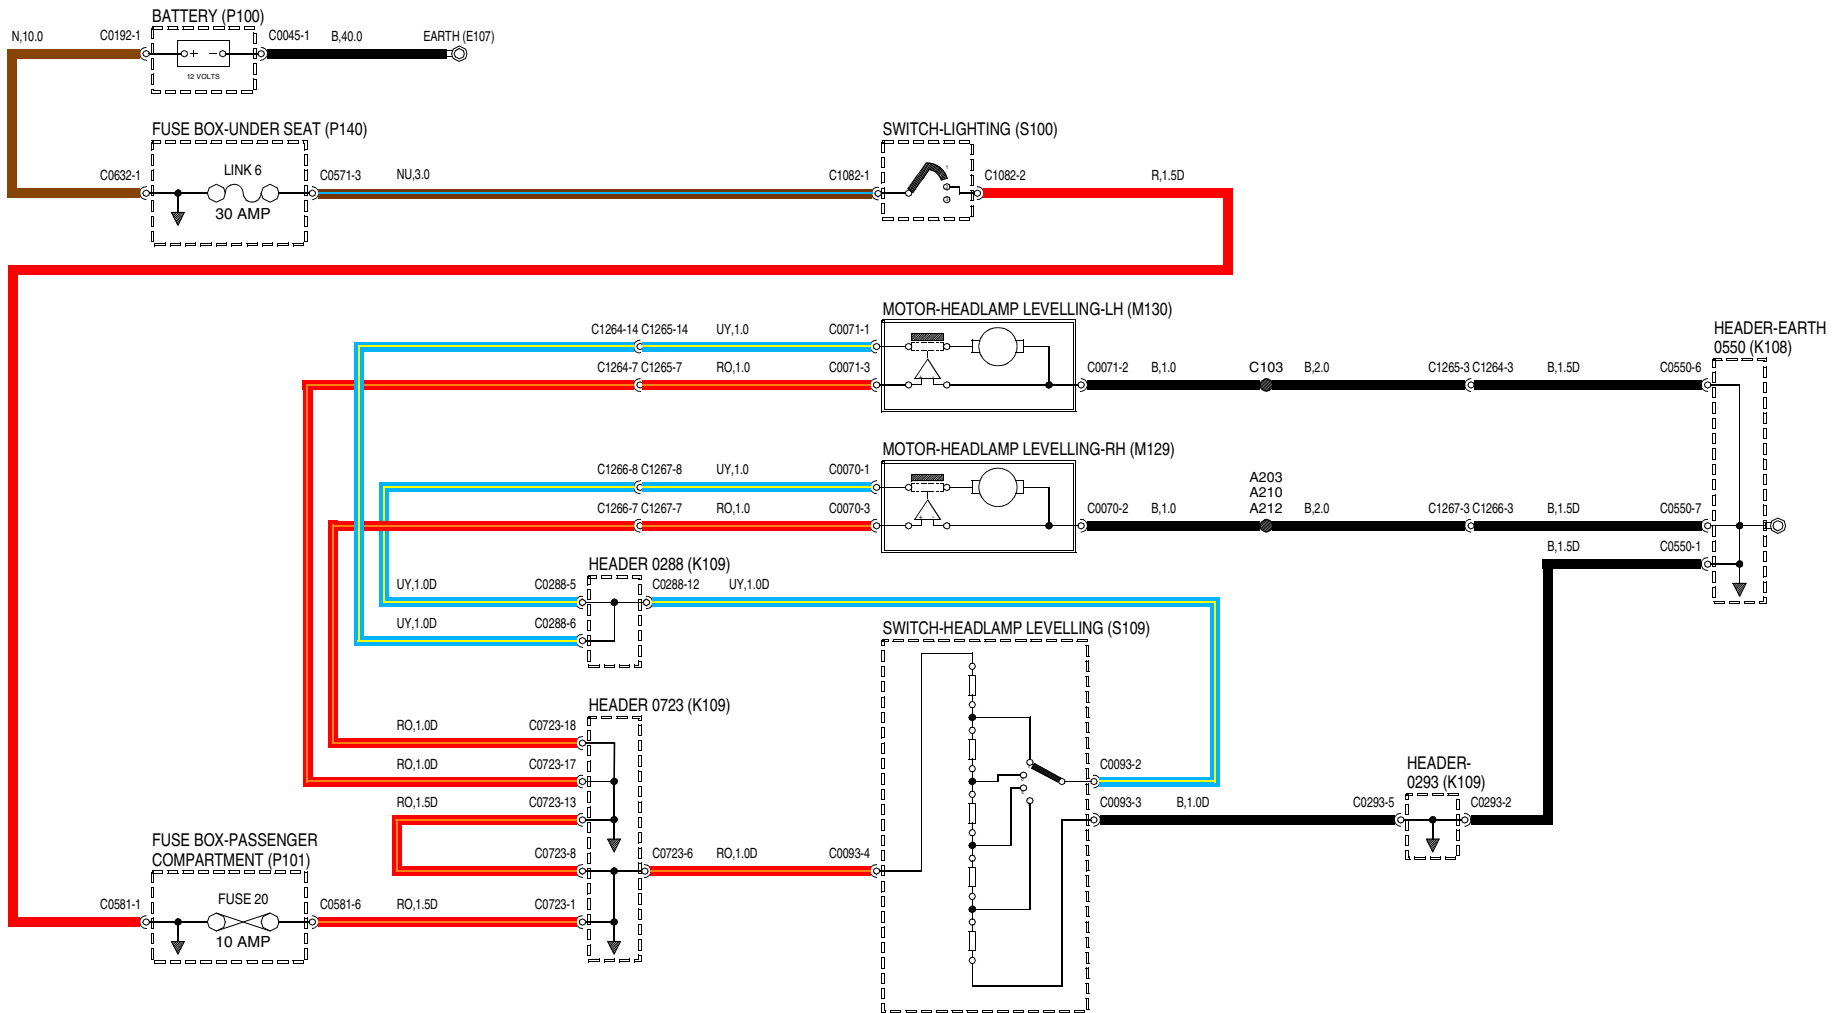 BATTERY (P100)
N,10.0
C0192-1
C0045-1
B,40.0
EARTH (E107)
12 VOLTS
FUSE BOX-UNDER SEAT (P140)
SWITCH-LIGHTING (S100)
C0632-1
LINK 6
30 AMP
C0571-3
NU,3.0
C1082-1
C1082-2
R,1.5D
MOTOR-HEADLAMP LEVELLING-LH (M130)
HEADER-EARTH
0550 (K108)
C1264-14 C1265-14
UY,1.0
C0071-1
C1264-7 C1265-7
RO,1.0
C0071-3
C0071-2
B,1.0
C103
B,2.0
C1265-3 C1264-3
B,1.5D
C0550-6
MOTOR-HEADLAMP LEVELLING-RH (M129)
C1266-8 C1267-8
UY,1.0
C0070-1
C1266-7 C1267-7
RO,1.0
C0070-3
C0070-2
B,1.0
A203
A210
A212
B,2.0
C1267-3 C1266-3
B,1.5D
C0550-7
B,1.5D
C0550-1
HEADER 0288 (K109)
UY,1.0D
C0288-5
C0288-12
UY,1.0D
UY,1.0D
C0288-6
SWITCH-HEADLAMP LEVELLING (S109)
HEADER 0723 (K109)
RO,1.0D
C0723-18
RO,1.0D
C0723-17
C0093-2
HEADER-
0293 (K109)
RO,1.5D
C0723-13
C0093-3
B,1.0D
C0293-5
C0293-2
FUSE BOX-PASSENGER
COMPARTMENT (P101)
C0723-8
C0723-6
RO,1.0D
C0093-4
C0581-1
FUSE 20
10 AMP
C0581-6
RO,1.5D
C0723-1